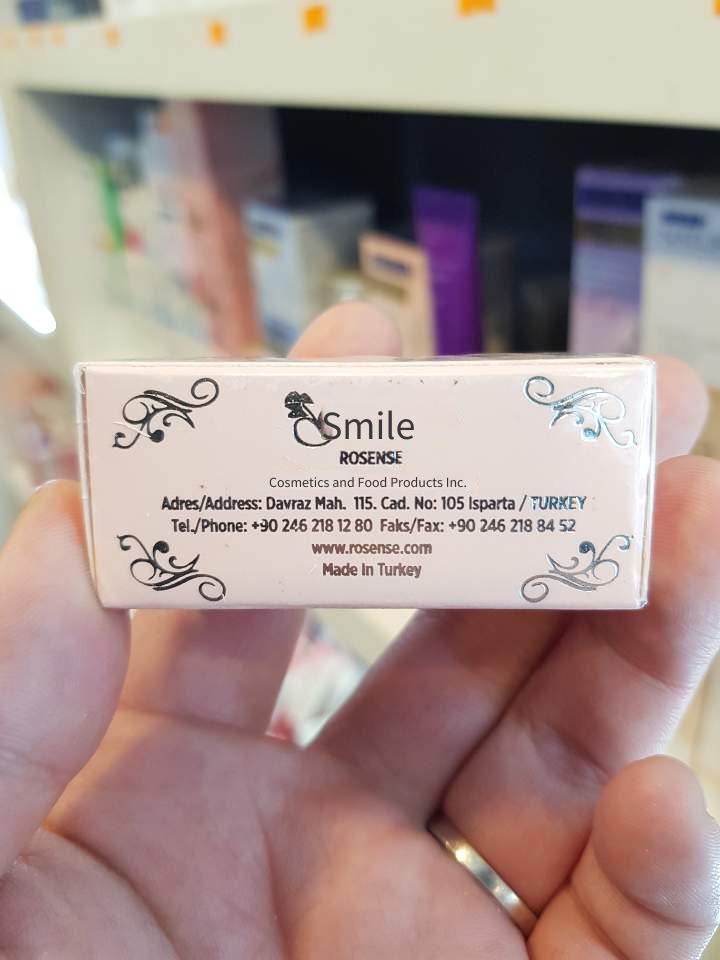 Smile
ROSENSE
Cosmetics and Food Products Inc.
Adres/Address: Davraz Mah. 115. Cad. No: 105 Isparta / TURKEY
Tel./Phone: +90 246 218 12 80 Faks/Fax: +90 246 218 84 52
www.rosense.com
Made In Turkey